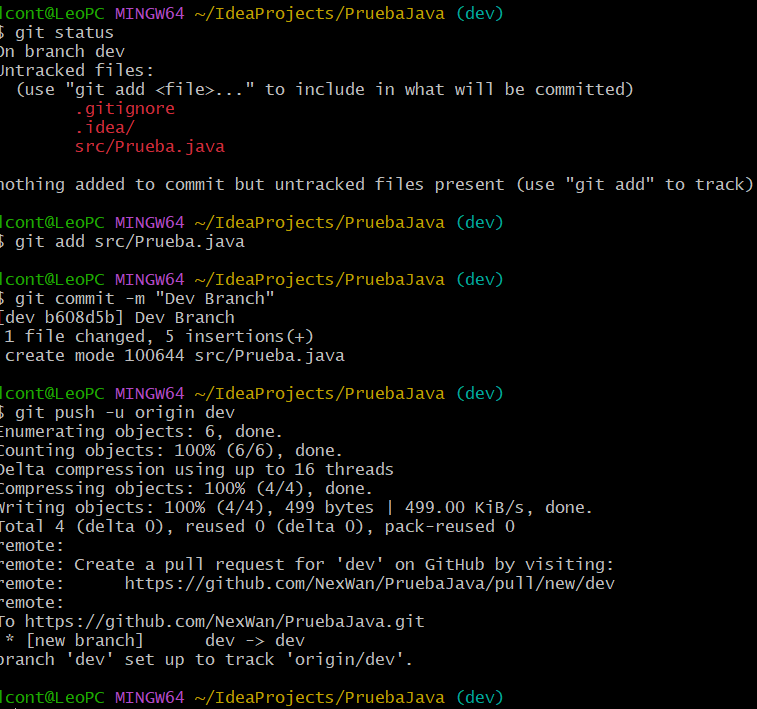 lcont@LeoPC MINGW64 ~/IdeaProjects/PruebaJava (dev)
$ git status
On branch dev
Untracked files:
  (use "git add <file>..." to include in what will be committed)
        .gitignore
        .idea/
        src/Prueba.java

nothing added to commit but untracked files present (use "git add" to track)

lcont@LeoPC MINGW64 ~/IdeaProjects/PruebaJava (dev)
$ git add src/Prueba.java

lcont@LeoPC MINGW64 ~/IdeaProjects/PruebaJava (dev)
$ git commit -m "Dev Branch"
[dev b608d5b] Dev Branch
 1 file changed, 5 insertions(+)
 create mode 100644 src/Prueba.java

lcont@LeoPC MINGW64 ~/IdeaProjects/PruebaJava (dev)
$ git push -u origin dev
Enumerating objects: 6, done.
Counting objects: 100% (6/6), done.
Delta compression using up to 16 threads
Compressing objects: 100% (4/4), done.
Writing objects: 100% (4/4), 499 bytes | 499.00 KiB/s, done.
Total 4 (delta 0), reused 0 (delta 0), pack-reused 0
remote:
remote: Create a pull request for 'dev' on GitHub by visiting:
remote:      https://github.com/NexWan/PruebaJava/pull/new/dev
remote:
To https://github.com/NexWan/PruebaJava.git
 * [new branch]      dev -> dev
branch 'dev' set up to track 'origin/dev'.

lcont@LeoPC MINGW64 ~/IdeaProjects/PruebaJava (dev)